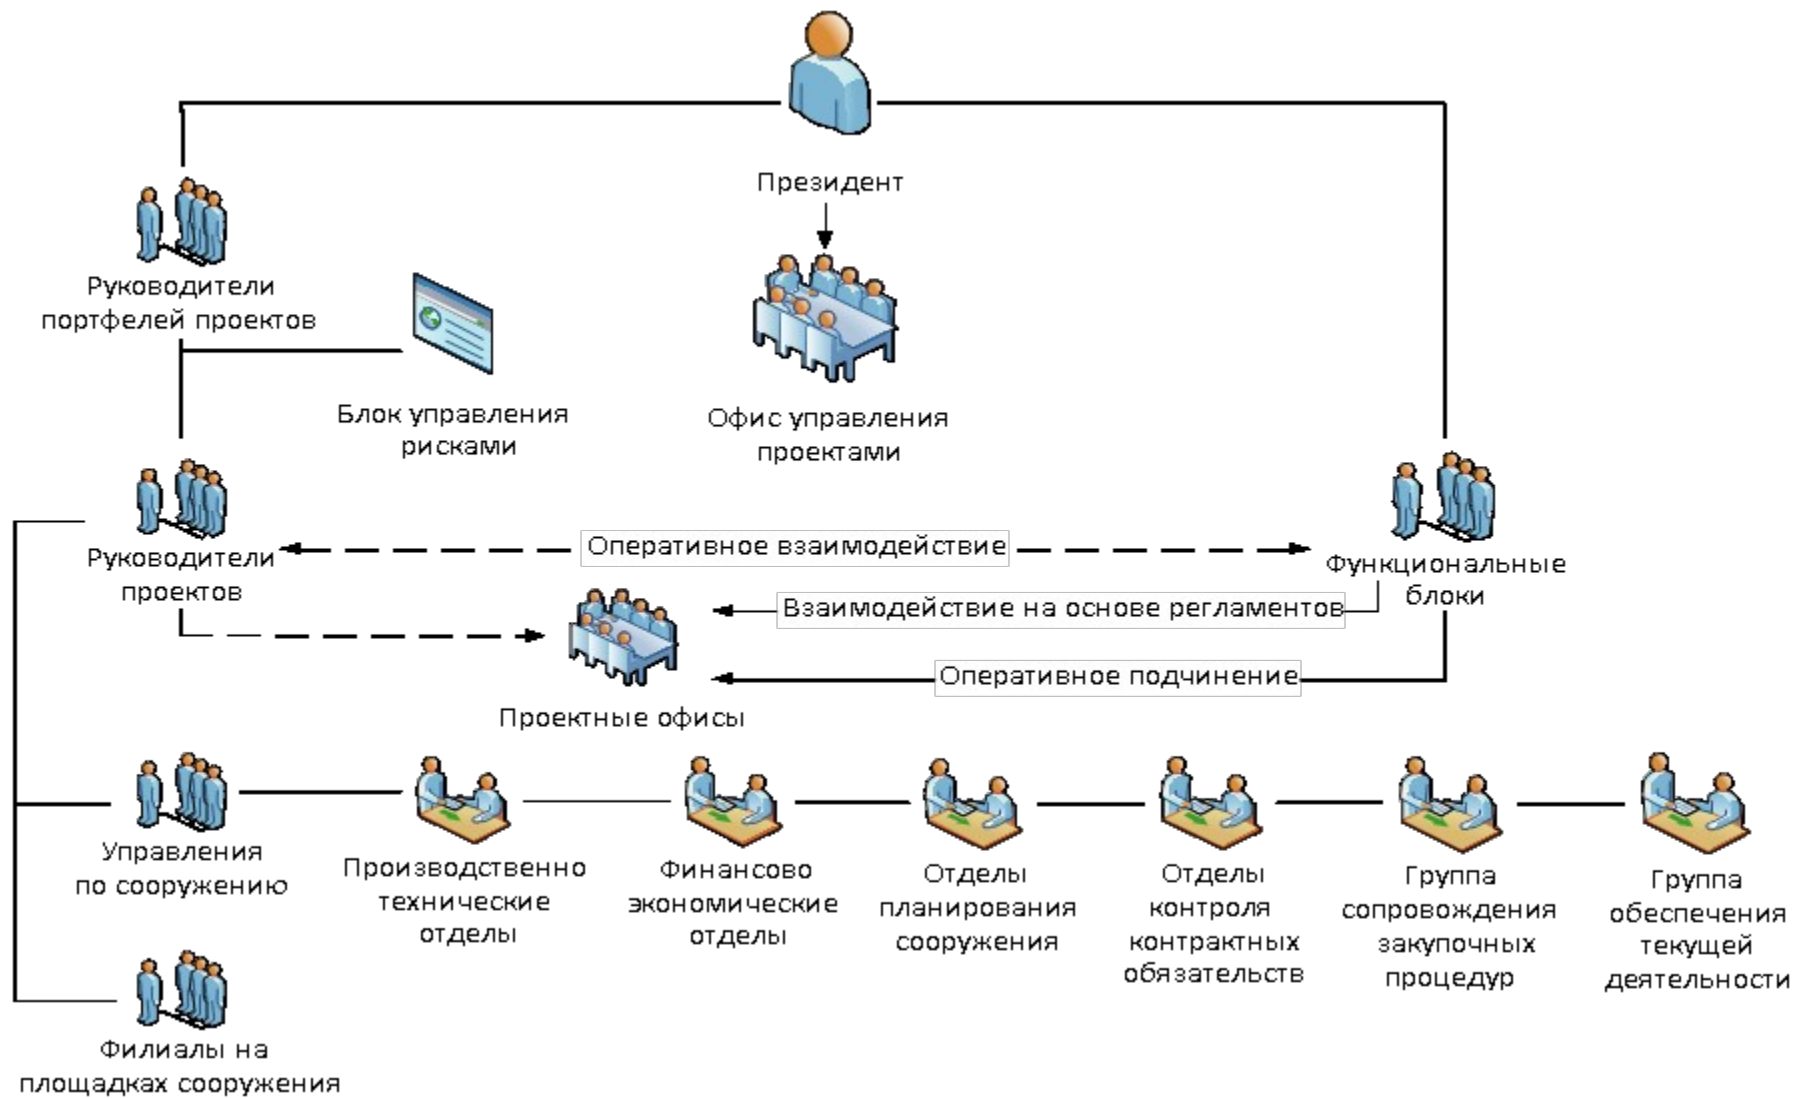 Президент
Руководители
портфелей проектов
Блок управления
рисками
Офис управления
проектами
Руководители
проектов
Оперативное взаимодействие
Функциональные
блоки
Взаимодействие на основе регламентов
Оперативное подчинение
Проектные офисы
Управления
по сооружению
Производственно
технические
отделы
Финансово
экономические
отделы
Отделы
планирования
сооружения
Отделы
контроля
контрактных
обязательств
Группа
сопровождения
закупочных
процедур
Группа
обеспечения
текущей
деятельности
Филиалы на
площадках сооружения